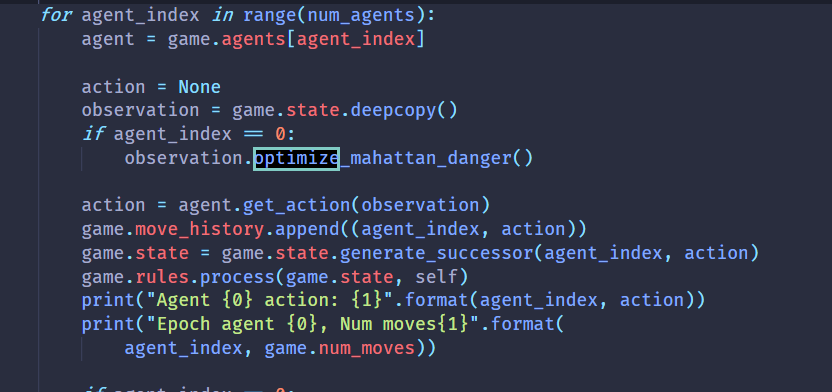 for agent_index in range(num_agents):
agent = game.agents[agent_index]
action = None
observation = game.state.deepcopy()
if agent_index == 0:
observation.optimize_mahattan_danger()
action = agent.get_action(observation)
game.move_history.append((agent_index, action))
game.state = game.state.generate_successor(agent_index, action)
game.rules.process(game.state, self)
print("Agent {0} action: {1}".format(agent_index, action))
print("Epoch agent {0}, Num moves{1}".format(
agent_index, game.num_moves))
if agent_index == 0: